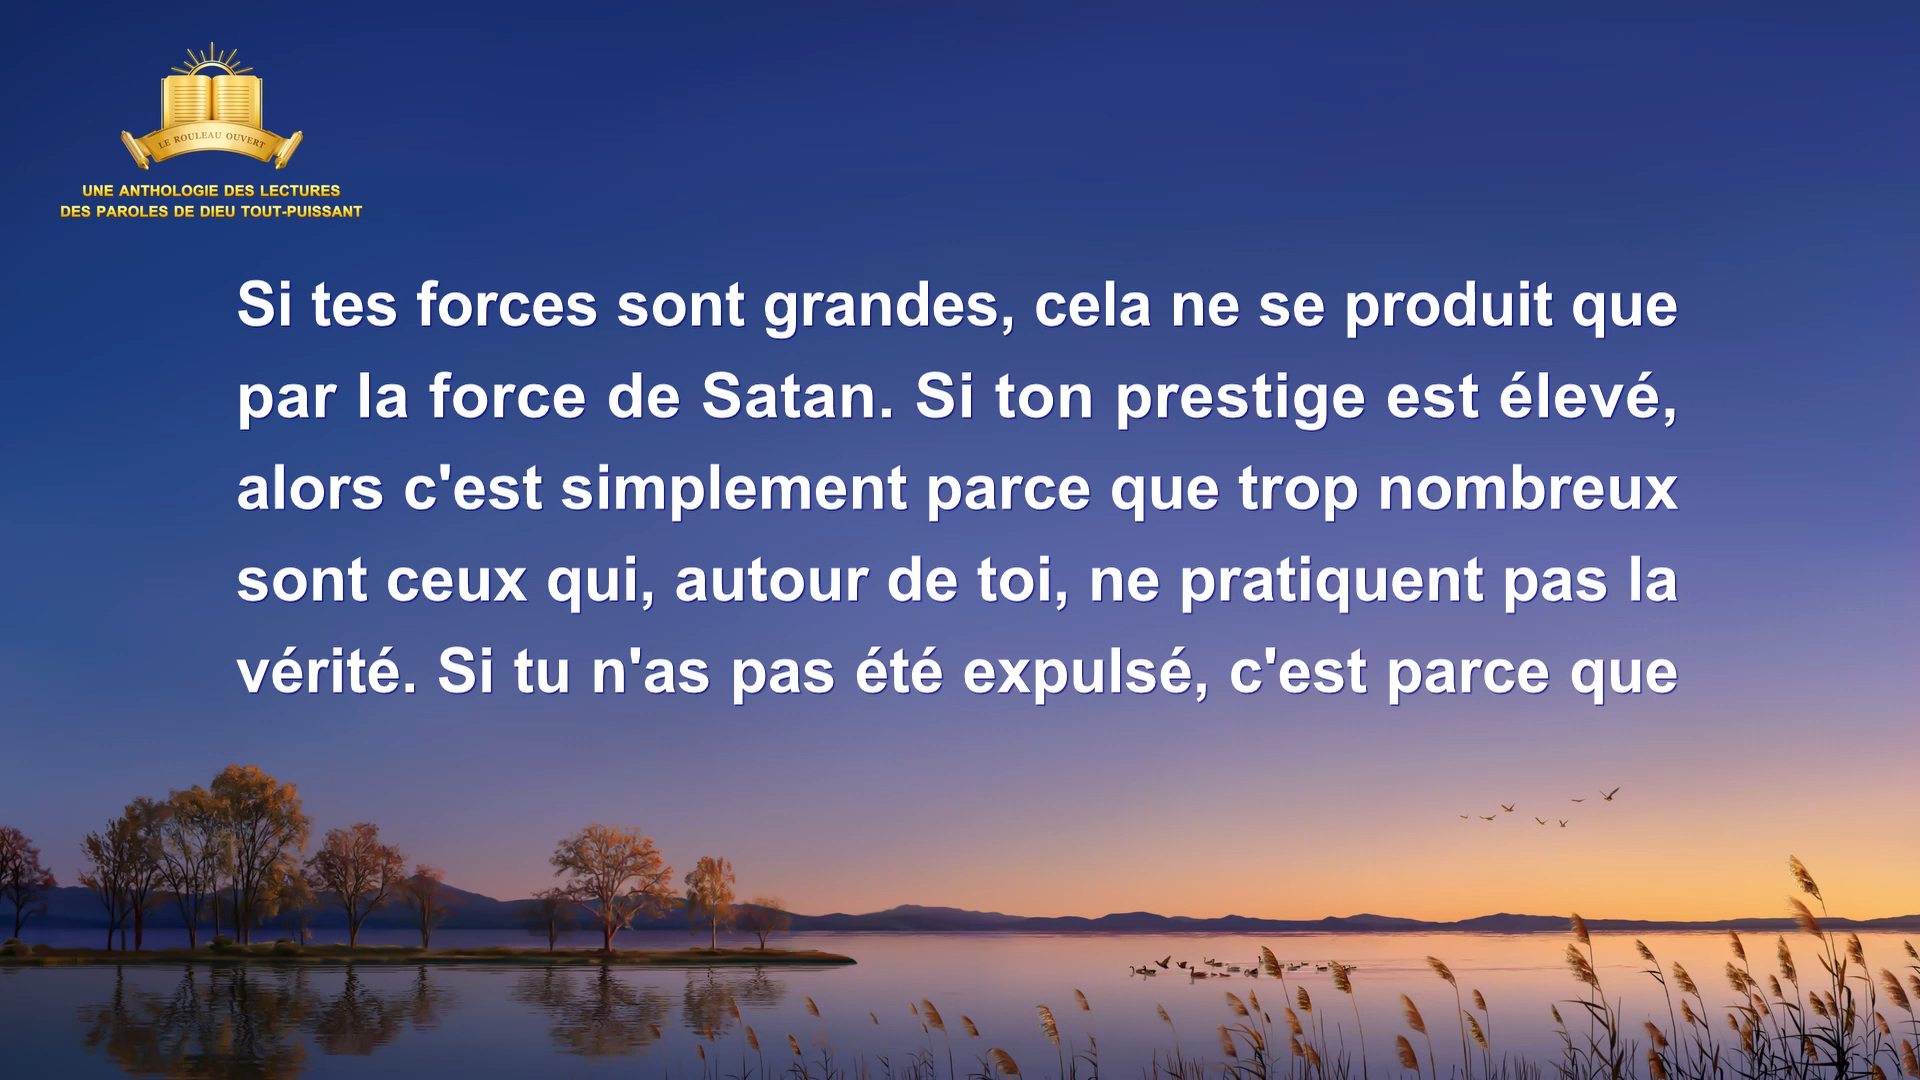 LE ROULEAU OUVERT
UNE ANTHOLOGIE DES LECTURES
DES PAROLES DE DIEU TOUT-PUISSANT
Si tes forces sont grandes, cela ne se produit que
par la force de Satan. Si ton prestige est élevé,
alors c'est simplement parce que trop nombreux
sont ceux qui, autour de toi, ne pratiquent pas la
vérité. Si tu n'as pas été expulsé, c'est parce que